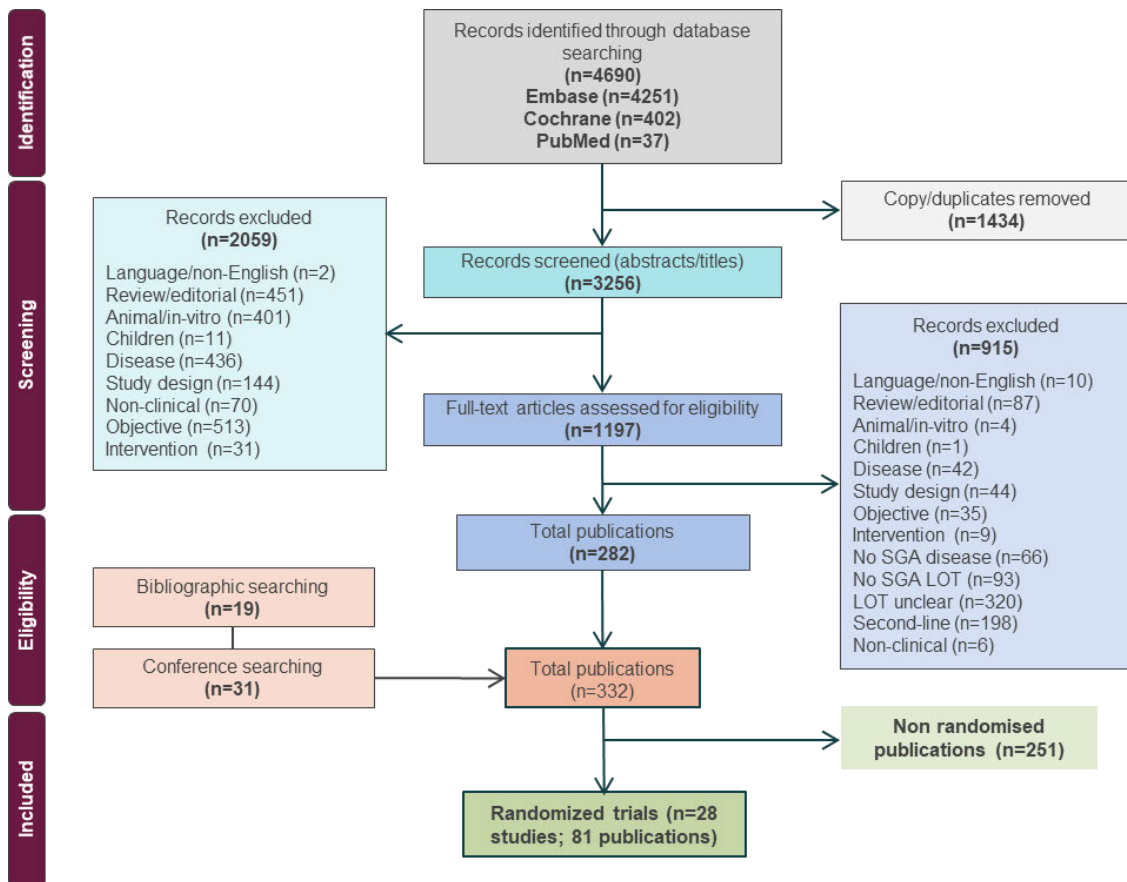 Identification
Records identified through database
searching
(n=4690)
Embase (n=4251)
Cochrane (n=402)
PubMed (n=37)
Screening
Copy/duplicates removed
(n=1434)
Records excluded
(n=2059)
Language/non-English (n=2)
Review/editorial (n=451)
Animal/in-vitro (n=401)
Children (n=11)
Disease (n=436)
Study design (n=144)
Non-clinical (n=70)
Objective (n=513)
Intervention (n=31)
Records screened (abstracts/titles)
(n=3256)
Full-text articles assessed for eligibility
(n=1197)
Records excluded
(n=915)
Language/non-English (n=10)
Review/editorial (n=87)
Animal/in-vitro (n=4)
Children (n=1)
Disease (n=42)
Study design (n=44)
Objective (n=35)
Intervention (n=9)
No SGA disease (n=66)
No SGA LOT (n=93)
LOT unclear (n=320)
Second-line (n=198)
Non-clinical (n=6)
Eligibility
Total publications
(n=282)
Bibliographic searching
(n=19)
Conference searching
(n=31)
Total publications
(n=332)
Included
Non randomised
publications (n=251)
Randomized trials (n=28
studies; 81 publications)